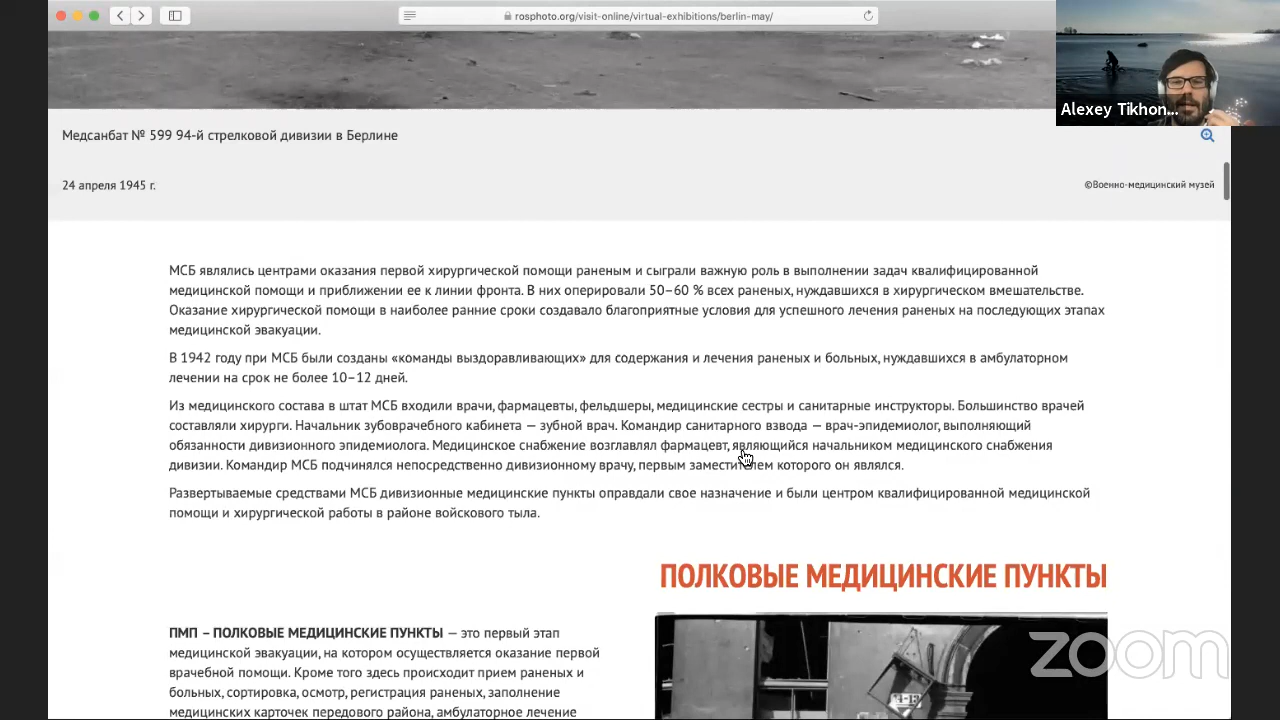 rosphoto.org/visit-online/virtual-exhibitions/berlin-may/
Alexey Tikhon...
Медсанбат № 599 94-й стрелковой дивизии в Берлине
24 апреля 1945 г.
©Военно-медицинский музей
МСБ являлись центрами оказания первой хирургической помощи раненым и сыграли важную роль в выполнении задач квалифицированной
медицинской помощи и приближении ее к линии фронта. В них оперировали 50–60 % всех раненых, нуждавшихся в хирургическом вмешательстве.
Оказание хирургической помощи в наиболее ранние сроки создавало благоприятные условия для успешного лечения раненых на последующих этапах
медицинской эвакуации.
В 1942 году при МСБ были созданы «команды выздоравливающих» для содержания и лечения раненых и больных, нуждавшихся в амбулаторном
лечении на срок не более 10–12 дней.
Из медицинского состава в штат МСБ входили врачи, фармацевты, фельдшеры, медицинские сестры и санитарные инструкторы. Большинство врачей
составляли хирурги. Начальник зубоврачебного кабинета — зубной врач. Командир санитарного взвода — врач-эпидемиолог, выполняющий
обязанности дивизионного эпидемиолога. Медицинское снабжение возглавлял фармацевт, являющийся начальником медицинского снабжения
дивизии. Командир МСБ подчинялся непосредственно дивизионному врачу, первым заместителем которого он являлся.
Развертываемые средствами МСБ дивизионные медицинские пункты оправдали свое назначение и были центром квалифицированной медицинской
помощи и хирургической работы в районе войскового тыла.
ПОЛКОВЫЕ МЕДИЦИНСКИЕ ПУНКТЫ
ПМП – ПОЛКОВЫЕ МЕДИЦИНСКИЕ ПУНКТЫ — это первый этап
медицинской эвакуации, на котором осуществляется оказание первой
врачебной помощи. Кроме того здесь происходит прием раненых и
больных, сортировка, осмотр, регистрация раненых, заполнение
медицинских карточек передового района, амбулаторное лечение
zoom